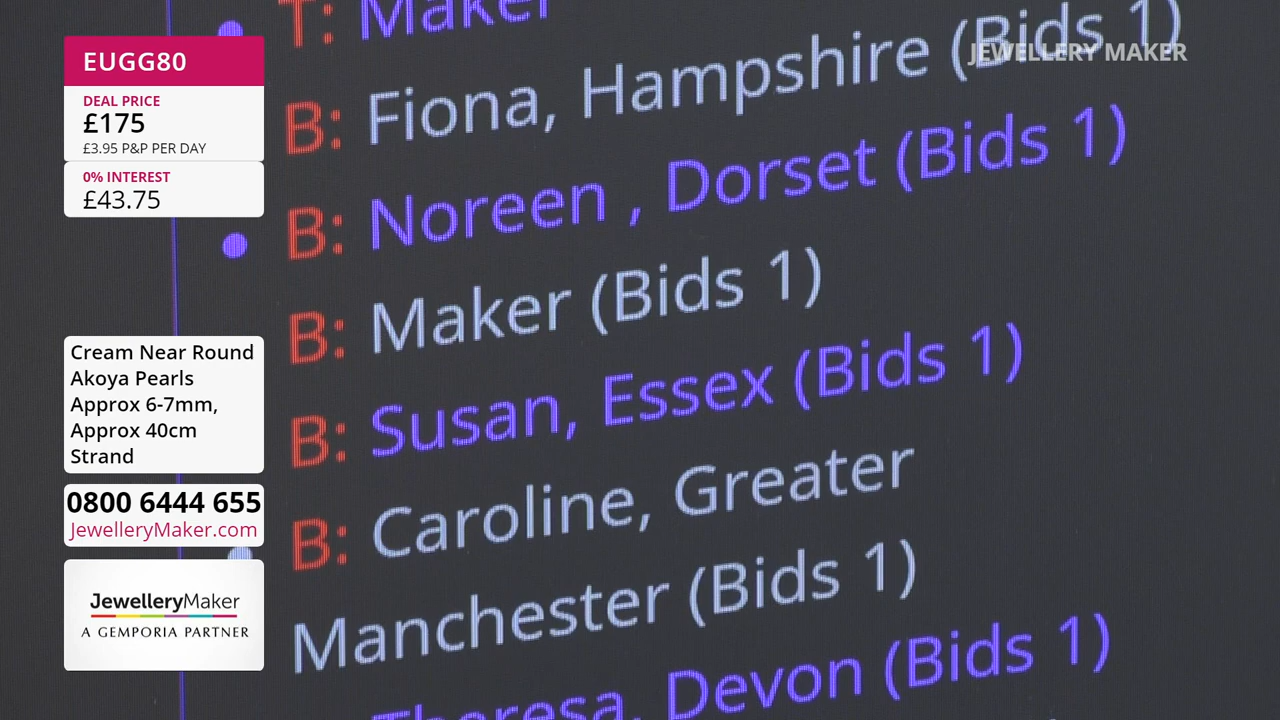 EUGG80
DEAL PRICE
£175
£3.95 P&P PER DAY
0% INTEREST
£43.75
Cream Near Round
Akoya Pearls
Approx 6-7mm,
Approx 40cm
Strand
0800 6444 655
JewelleryMaker.com
JewelleryMaker
A GEMPORIA PARTNER
JEWELLERY MAKER
T: Maker
B: Fiona, Hampshire (Bids 1)
B: Noreen , Dorset (Bids 1)
B: Maker (Bids 1)
B: Susan, Essex (Bids 1)
B: Caroline, Greater
Manchester (Bids 1)
Theresa, Devon (Bids 1)